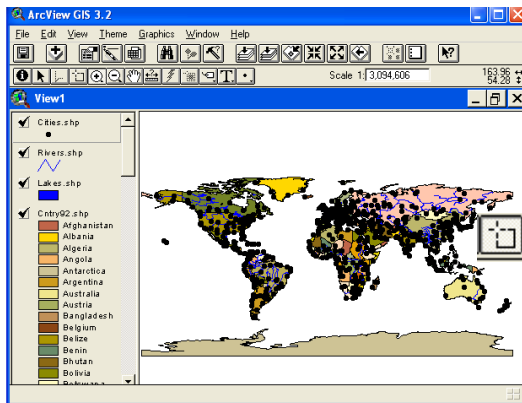 ArcView GIS 3.2
File Edit View Theme Graphics Window Help
Scale 1: 3,094,606 163.96
54.28
View1
Cities.shp
Rivers.shp
Lakes.shp
Cntry92.shp
Afghanistan
Albania
Algeria
Angola
Antarctica
Argentina
Australia
Austria
Bangladesh
Belgium
Belize
Benin
Bhutan
Bolivia
Botswana